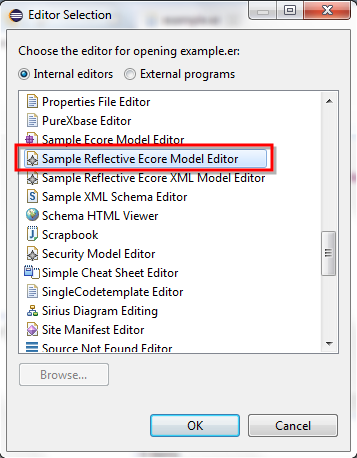 Editor Selection
Choose the editor for opening example.er:
Internal editors
External programs
Properties File Editor
PureXbase Editor
Sample Ecore Model Editor
Sample Reflective Ecore Model Editor
Sample Reflective Ecore XML Model Editor
Sample XML Schema Editor
Schema HTML Viewer
Scrapbook
Security Model Editor
Simple Cheat Sheet Editor
SingleCodetemplate Editor
Sirius Diagram Editing
Site Manifest Editor
Source Not Found Editor
Browse...
OK
Cancel